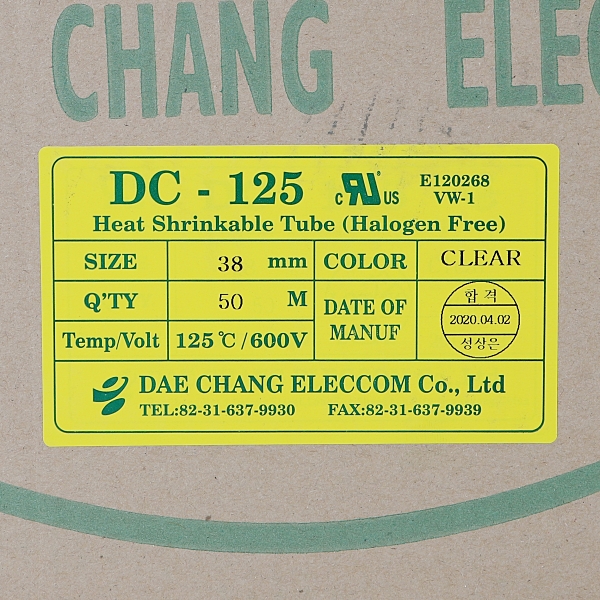 CHANG ELEC
DC - 125 c RU US E120268
VW-1
Heat Shrinkable Tube (Halogen Free)
SIZE 38 mm COLOR CLEAR
Q'TY 50 M DATE OF MANUF 합격 2020.04.02 성상은
Temp/Volt 125℃/600V
DAE CHANG ELECCOM Co., Ltd
TEL:82-31-637-9930 FAX:82-31-637-9939